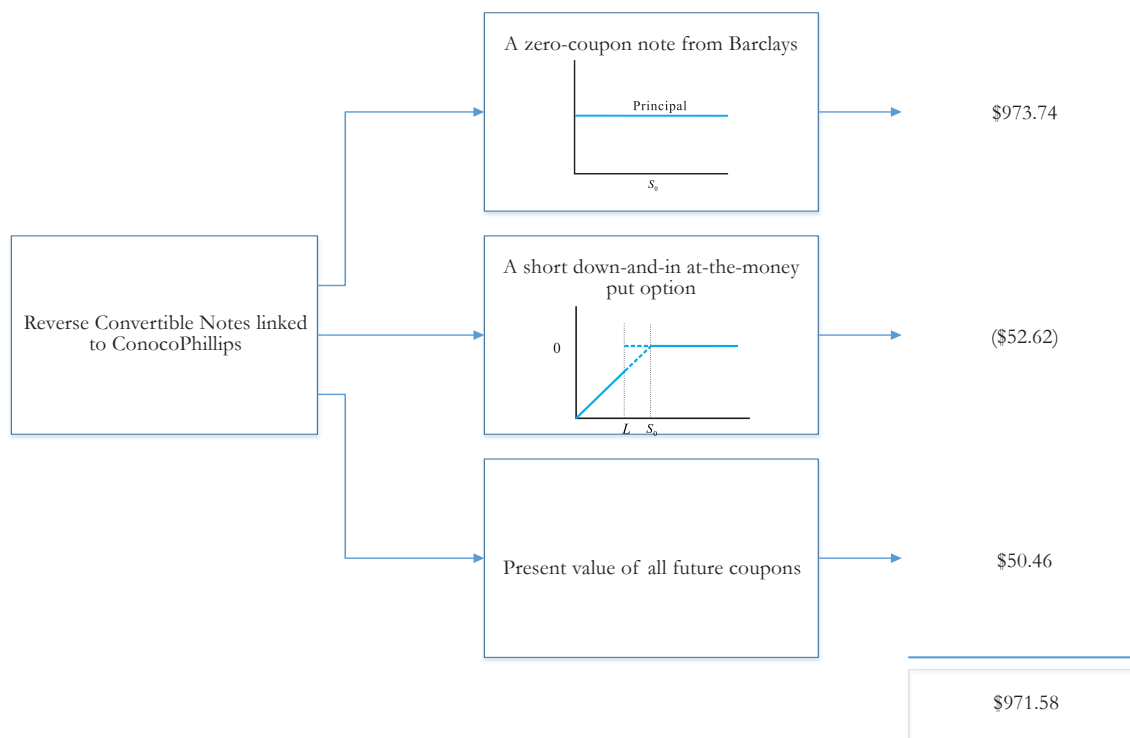 A zero-coupon note from Barclays
Principal
S₀
$973.74
Reverse Convertible Notes linked
to ConocoPhillips
A short down-and-in at-the-money
put option
0
L S₀
($52.62)
Present value of all future coupons
$50.46
$971.58